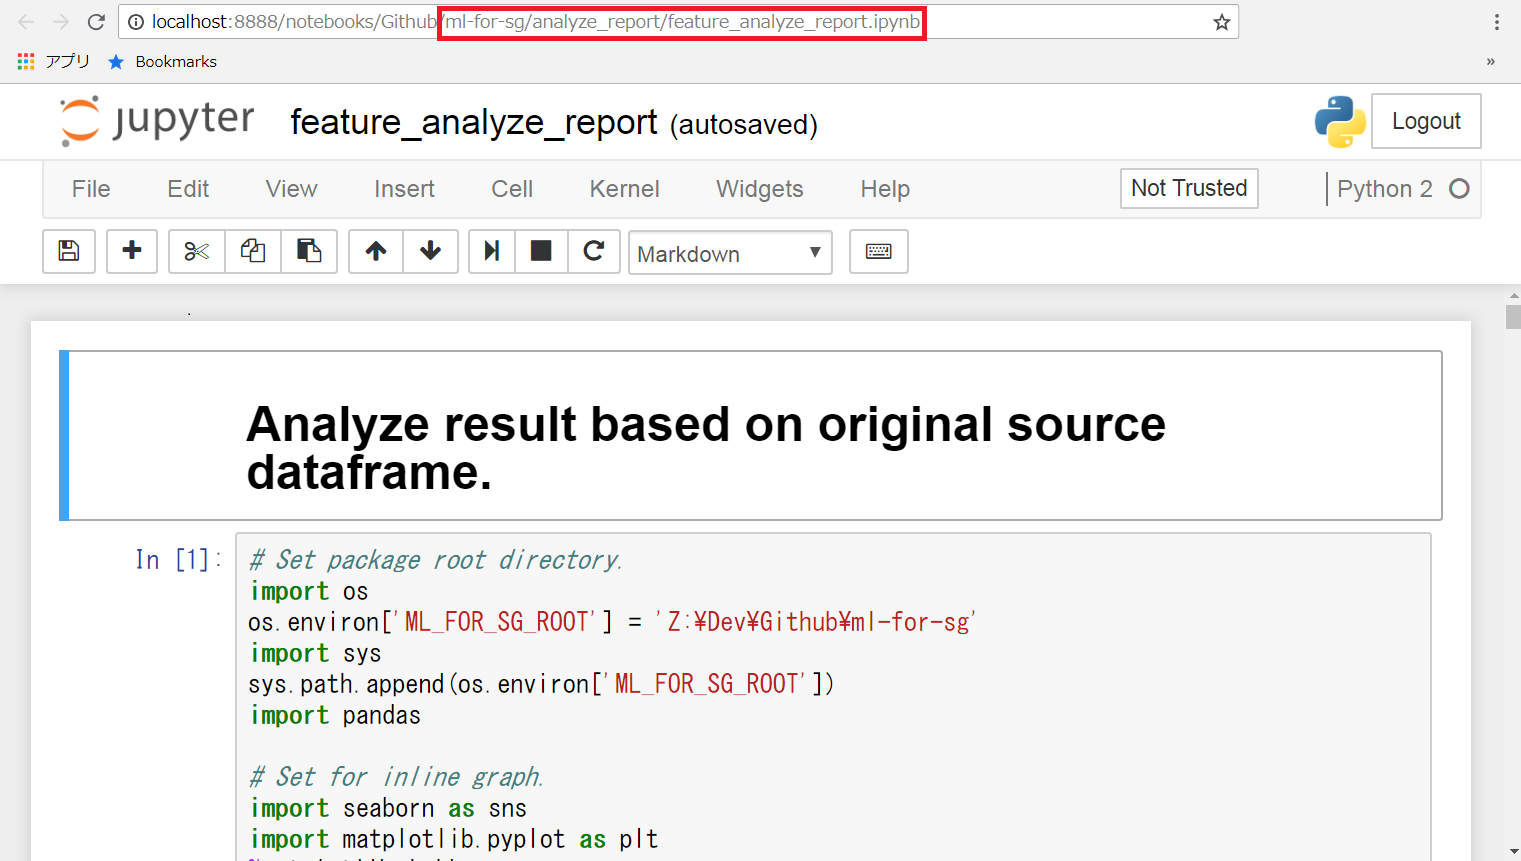 localhost:8888/notebooks/Github/ml-for-sg/analyze_report/feature_analyze_report.ipynb
アプリ Bookmarks »
jupyter feature_analyze_report (autosaved) Logout
File Edit View Insert Cell Kernel Widgets Help Not Trusted Python 2
Markdown
Analyze result based on original source
dataframe.
In [1]: # Set package root directory.
import os
os.environ['ML_FOR_SG_ROOT'] = 'Z:¥Dev¥Github¥ml-for-sg'
import sys
sys.path.append(os.environ['ML_FOR_SG_ROOT'])
import pandas
# Set for inline graph.
import seaborn as sns
import matplotlib.pyplot as plt